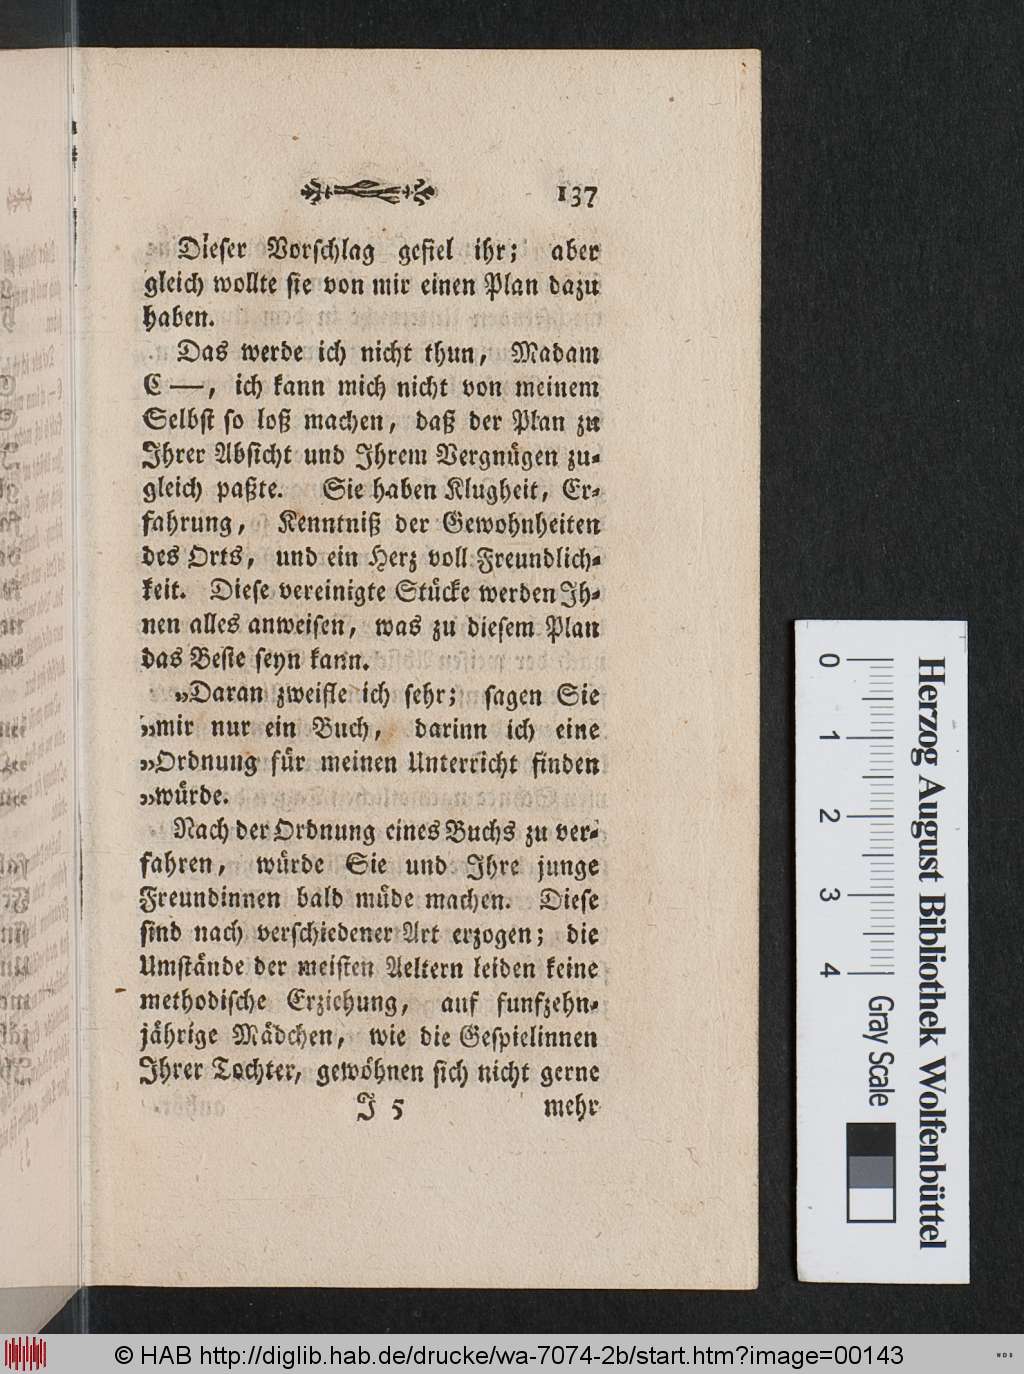 137
Dieser Vorschlag gefiel ihr; aber
gleich wollte sie von mir einen Plan dazu
haben.
Das werde ich nicht thun, Madam
C —, ich kann mich nicht von meinem
Selbst so loß machen, daß der Plan zu
Ihrer Absicht und Ihrem Vergnügen zu-
gleich paßte. Sie haben Klugheit, Er-
fahrung, Kenntniß der Gewohnheiten
des Orts, und ein Herz voll Freundlich-
keit. Diese vereinigte Stücke werden Ih-
nen alles anweisen, was zu diesem Plan
das Beste seyn kann.
„Daran zweifle ich sehr; sagen Sie
„mir nur ein Buch, darinn ich eine
„Ordnung für meinen Unterricht finden
„würde.
Nach der Ordnung eines Buchs zu ver-
fahren, würde Sie und Ihre junge
Freundinnen bald müde machen. Diese
sind nach verschiedener Art erzogen; die
Umstände der meisten Aeltern leiden keine
methodische Erziehung, auf funfzehn-
jährige Mädchen, wie die Gespielinnen
Ihrer Tochter, gewöhnen sich nicht gerne
J 5 mehr
Herzog August Bibliothek Wolfenbüttel
0 1 2 3 4 Gray Scale
© HAB http://diglib.hab.de/drucke/wa-7074-2b/start.htm?image=00143